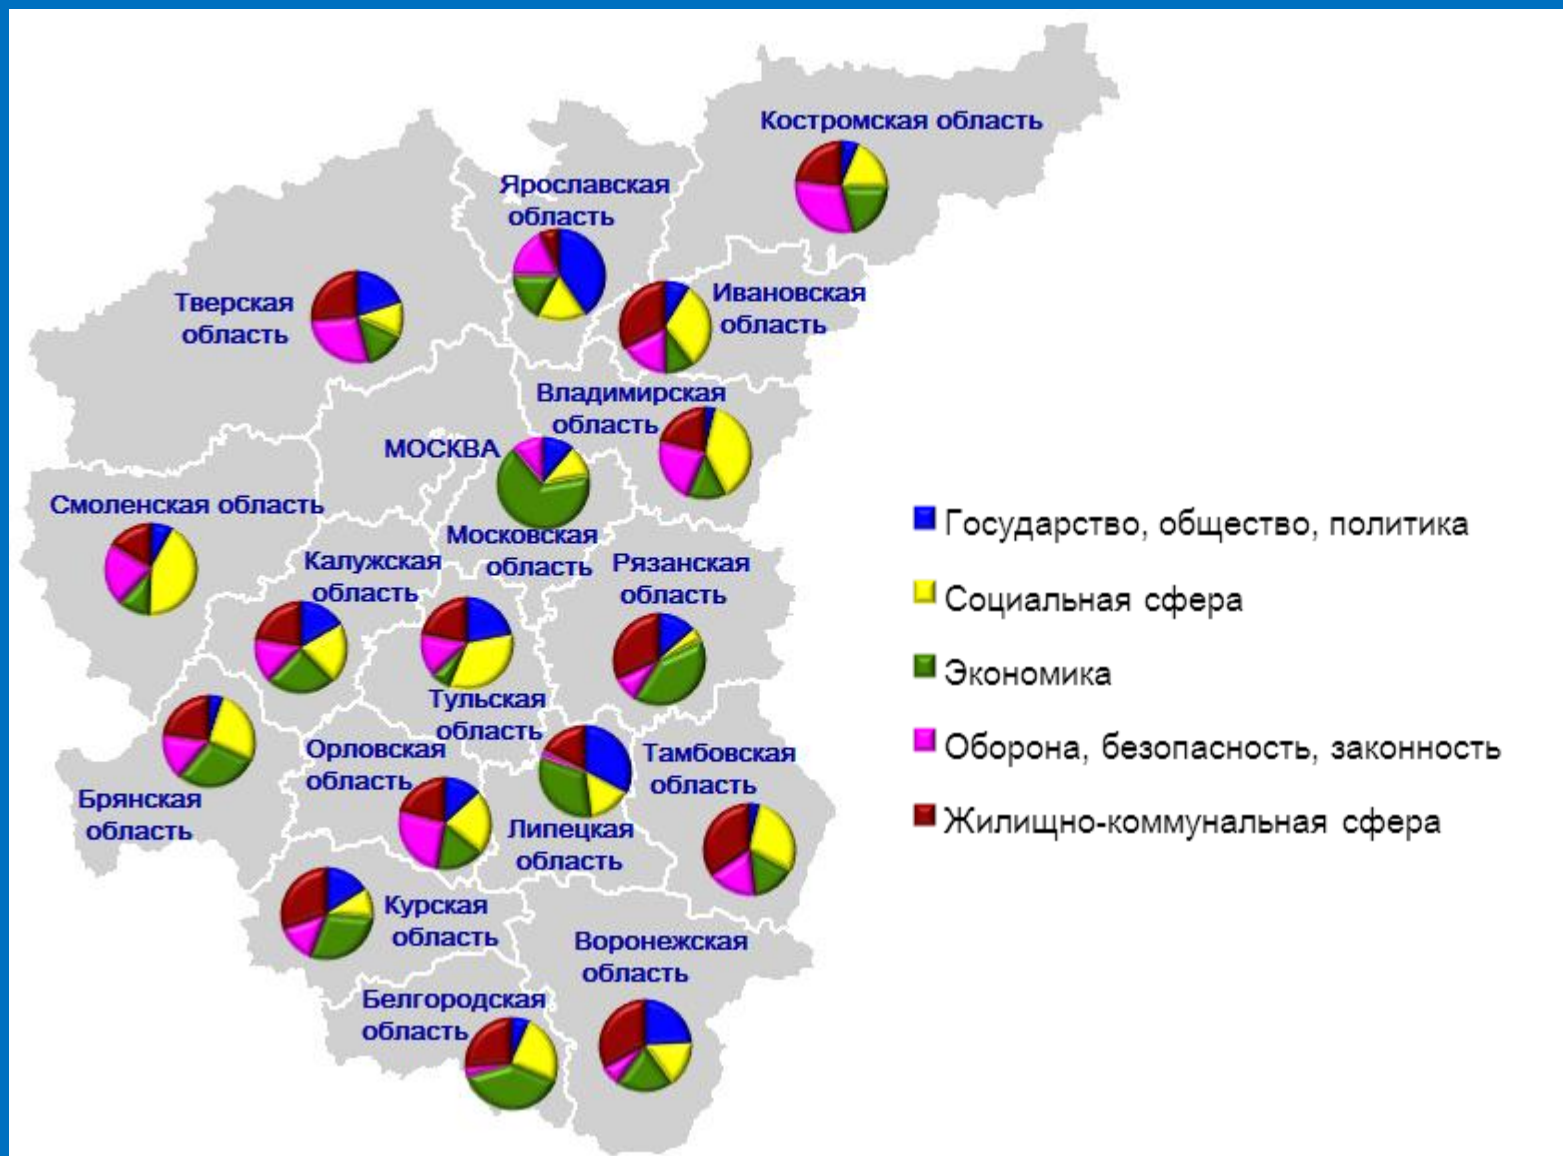 Костромская область
Ярославская
область
Тверская
область
Ивановская
область
Владимирская
область
МОСКВА
Смоленская область
Московская
область
Калужская
область
Рязанская
область
Тульская
область
Орловская
область
Тамбовская
область
Брянская
область
Липецкая
область
Курская
область
Воронежская
область
Белгородская
область
Государство, общество, политика
Социальная сфера
Экономика
Оборона, безопасность, законность
Жилищно-коммунальная сфера